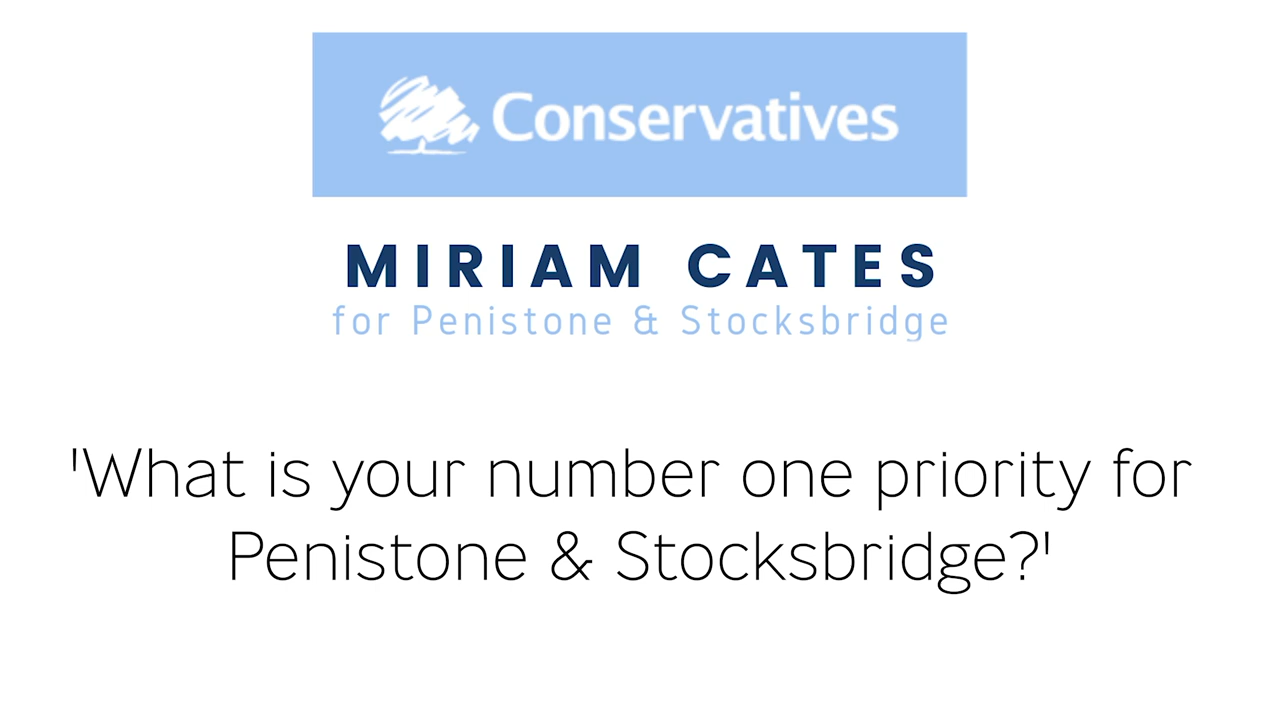 Conservatives
MIRIAM CATES
for Penistone & Stocksbridge
'What is your number one priority for
Penistone & Stocksbridge?'